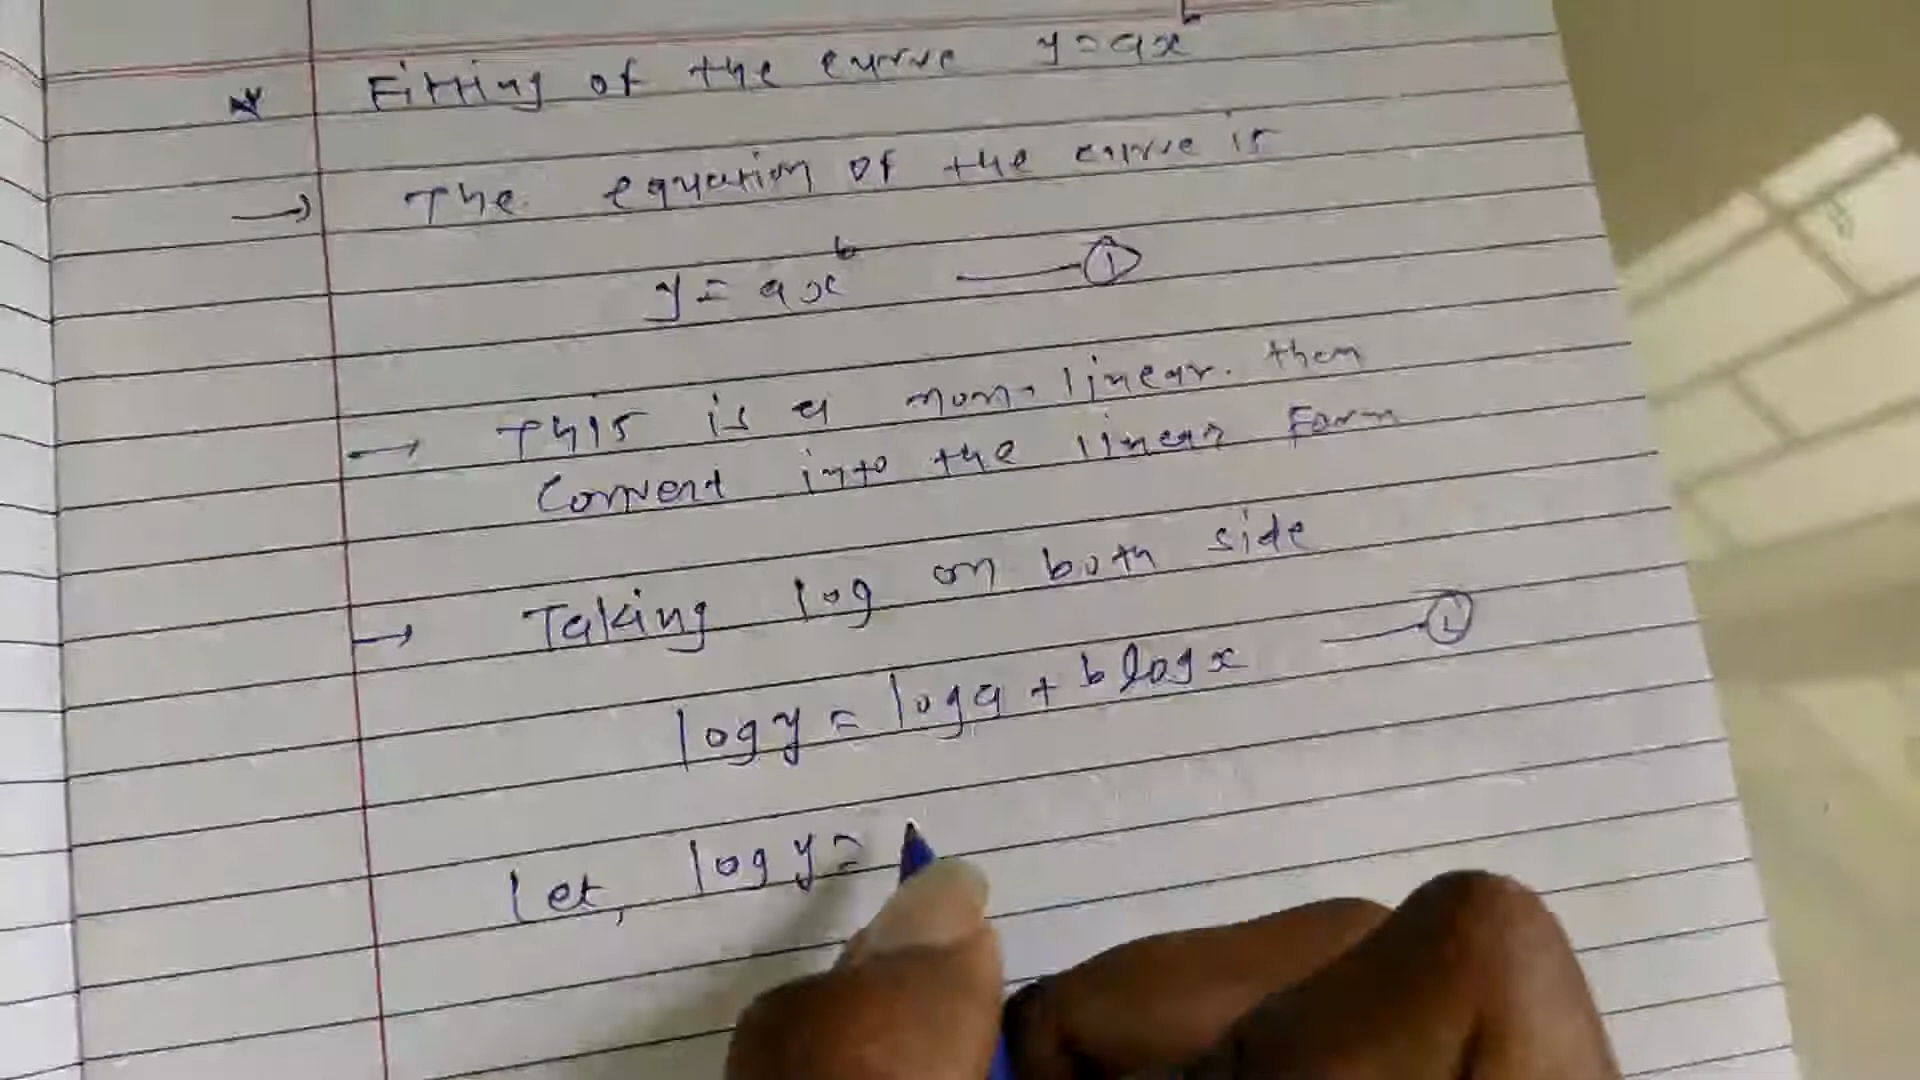 Fitting of the curve y=ax^b
→ The equation of the curve is
y = ax^b —— ①
→ This is a non-linear. then
Convert into the linear Form
→ Taking log on both side
log y = log a + b log x —— ②
Let, log y =